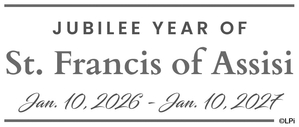 JUBILEE YEAR OF
St. Francis of Assisi
Jan. 10, 2026 - Jan. 10, 2027
©LPi